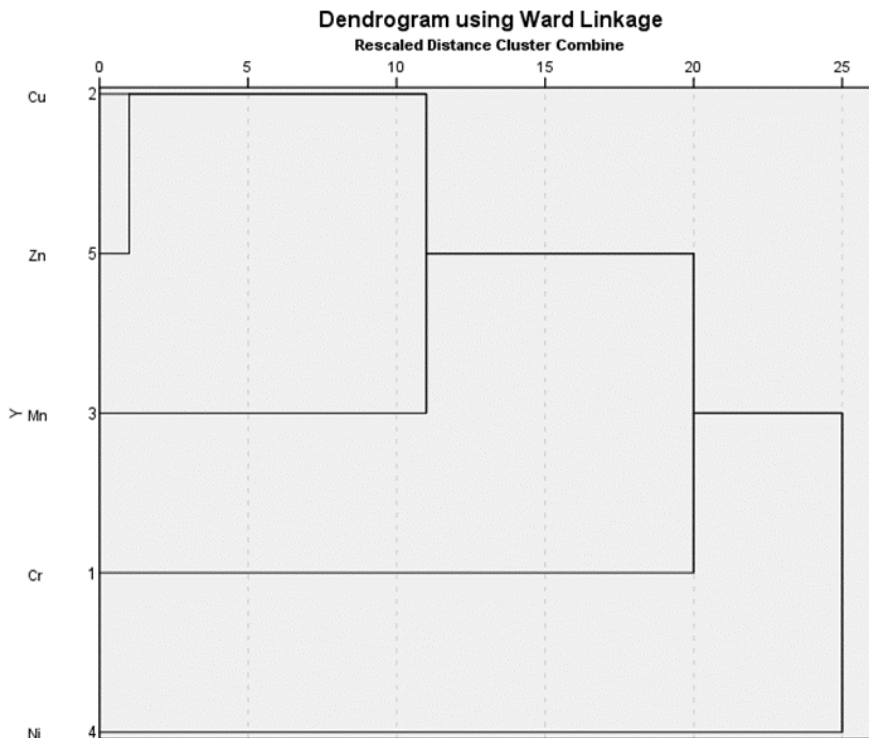 Dendrogram using Ward Linkage
Rescaled Distance Cluster Combine
0 5 10 15 20 25
Cu 2
Zn 5
Y
Mn 3
Cr 1
Ni 4